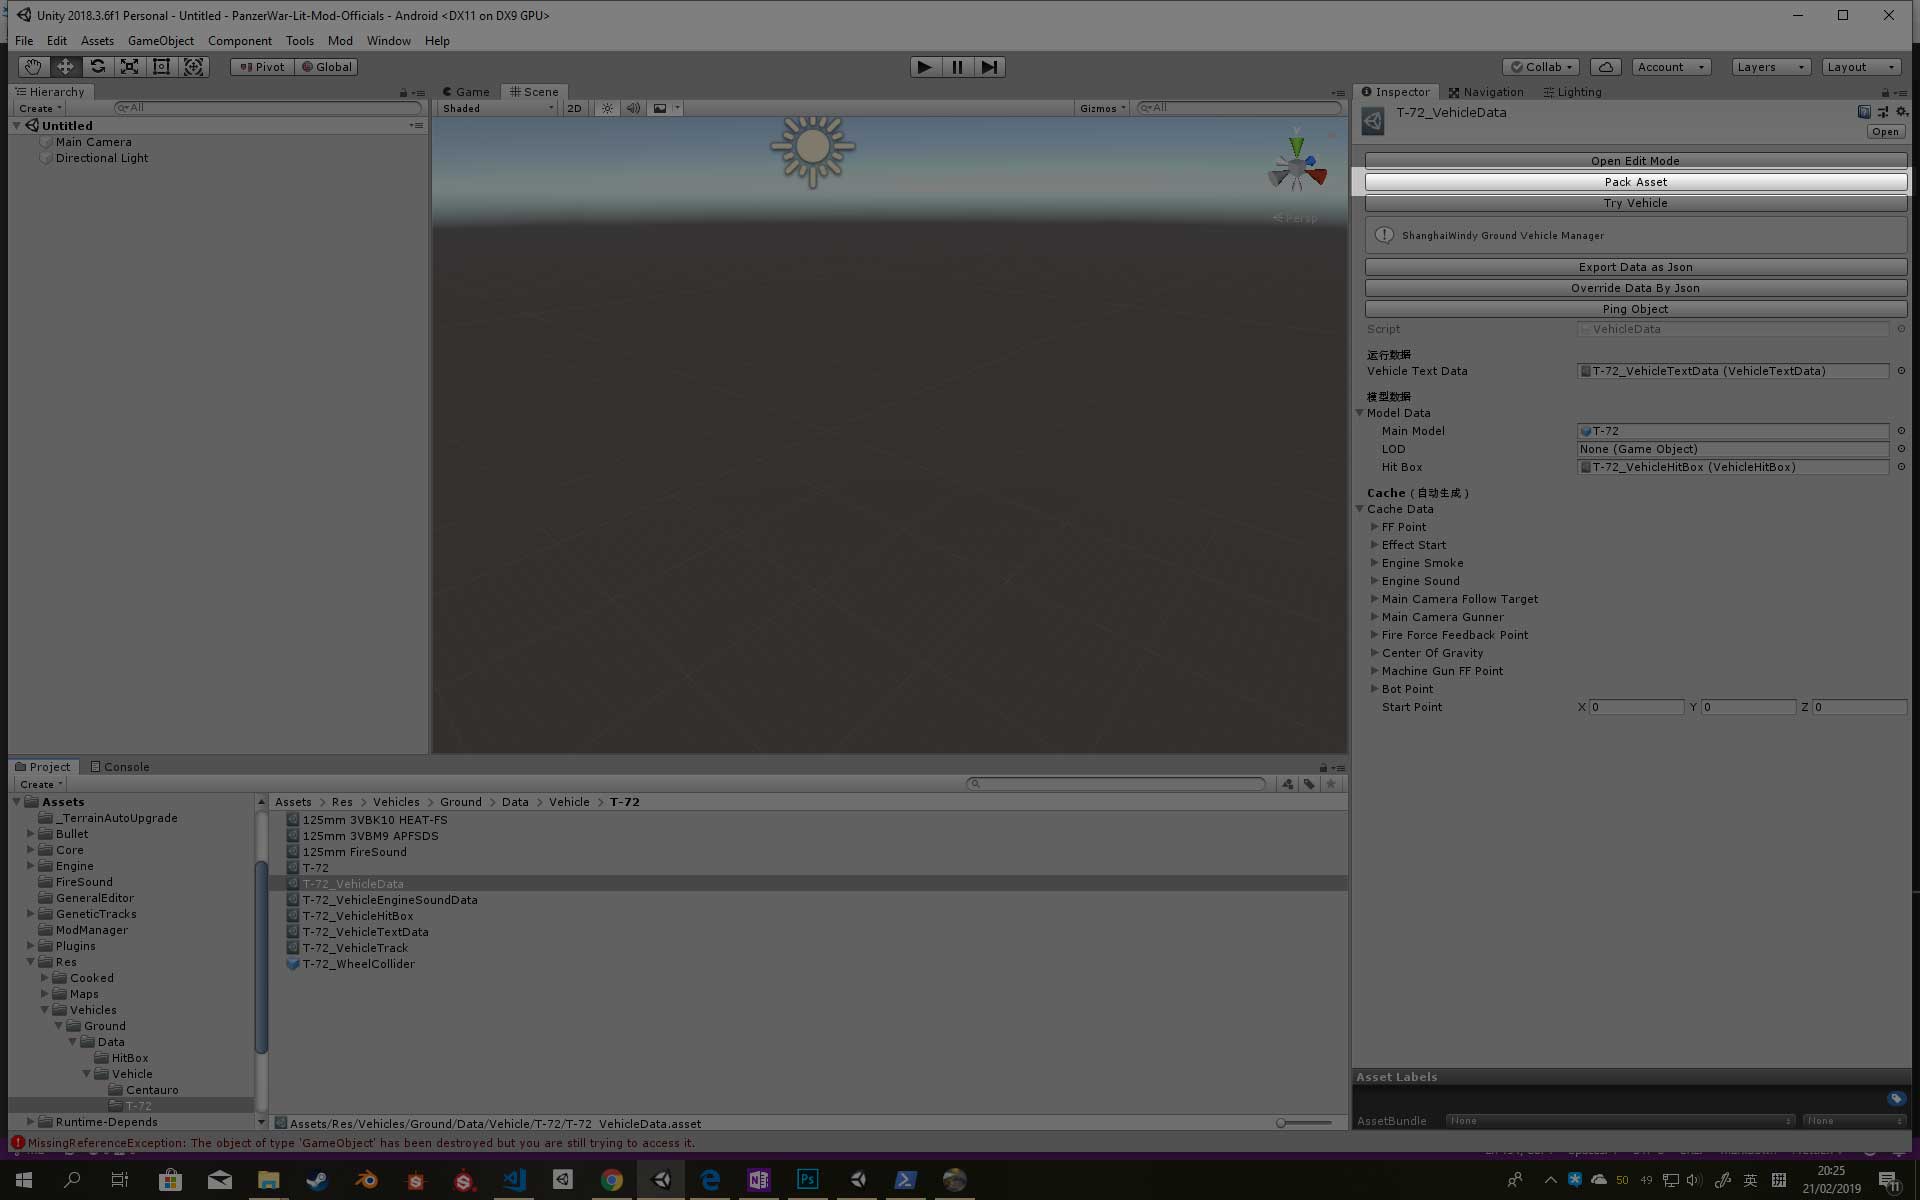 Unity 2018.3.6f1 Personal - Untitled - PanzerWar-Lit-Mod-Officials - Android <DX11 on DX9 GPU>
File Edit Assets GameObject Component Tools Mod Window Help
Pivot Global Collab Account Layers Layout
Hierarchy
Create All
Untitled
Main Camera
Directional Light
Game Scene
Shaded 2D Gizmos All
Persp
Inspector Navigation Lighting
T-72_VehicleData
Open
Open Edit Mode
Pack Asset
Try Vehicle
ShanghaiWindy Ground Vehicle Manager
Export Data as Json
Override Data By Json
Ping Object
Script VehicleData
运行数据
Vehicle Text Data T-72_VehicleTextData (VehicleTextData)
模型数据
Model Data
Main Model T-72
LOD None (Game Object)
Hit Box T-72_VehicleHitBox (VehicleHitBox)
Cache (自动生成)
Cache Data
FF Point
Effect Start
Engine Smoke
Engine Sound
Main Camera Follow Target
Main Camera Gunner
Fire Force Feedback Point
Center Of Gravity
Machine Gun FF Point
Bot Point
Start Point X 0 Y 0 Z 0
Asset Labels
AssetBundle None None
Project Console
Create
Assets
_TerrainAutoUpgrade
Bullet
Core
Engine
FireSound
GeneralEditor
GeneticTracks
ModManager
Plugins
Res
Cooked
Maps
Vehicles
Ground
Data
HitBox
Vehicle
Centauro
T-72
Runtime-Depends
Assets > Res > Vehicles > Ground > Data > Vehicle > T-72
125mm 3VBK10 HEAT-FS
125mm 3VBM9 APFSDS
125mm FireSound
T-72
T-72_VehicleData
T-72_VehicleEngineSoundData
T-72_VehicleHitBox
T-72_VehicleTextData
T-72_VehicleTrack
T-72_WheelCollider
Assets/Res/Vehicles/Ground/Data/Vehicle/T-72/T-72_VehicleData.asset
MissingReferenceException: The object of type 'GameObject' has been destroyed but you are still trying to access it.
50 49 英 拼 20:25
21/02/2019 11